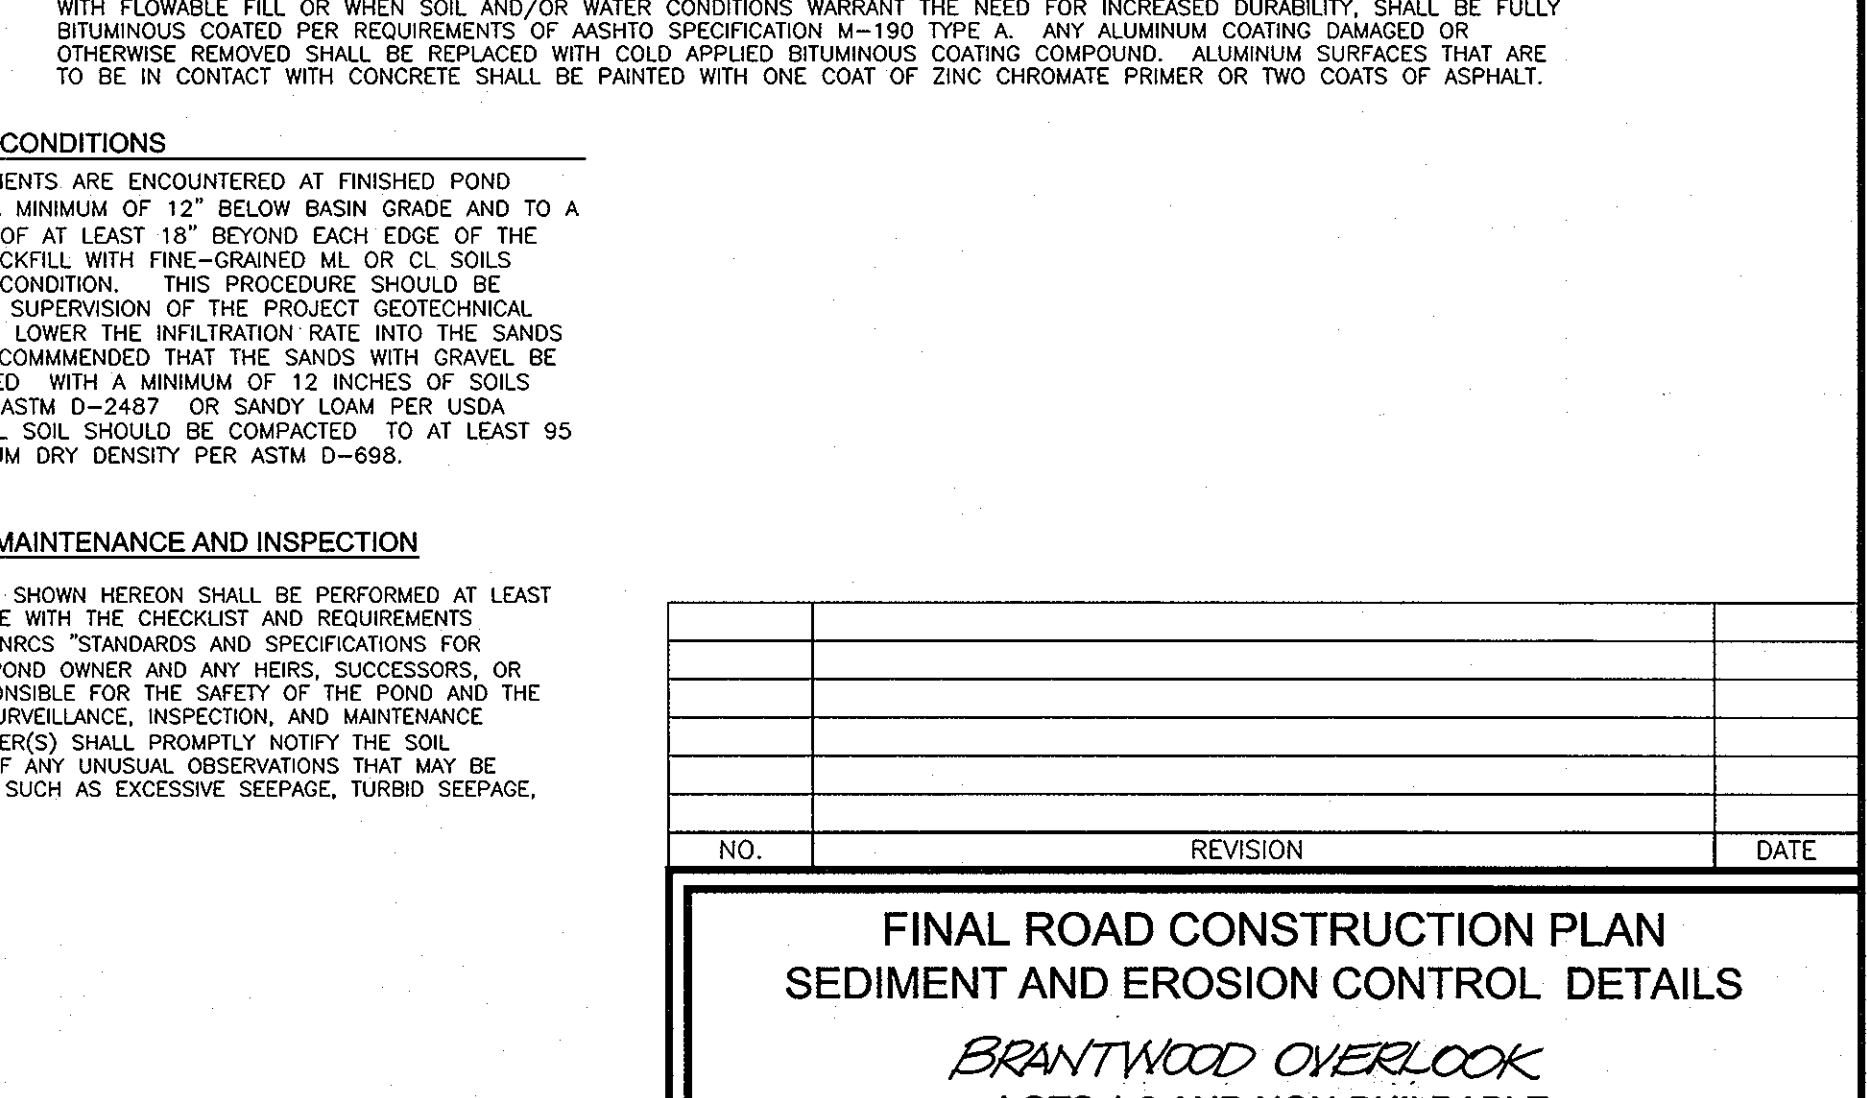 WITH FLOWABLE FILL OR WHEN SOIL AND/OR WATER CONDITIONS WARRANT THE NEED FOR INCREASED DURABILITY, SHALL BE FULLY
BITUMINOUS COATED PER REQUIREMENTS OF AASHTO SPECIFICATION M-190 TYPE A. ANY ALUMINUM COATING DAMAGED OR
OTHERWISE REMOVED SHALL BE REPLACED WITH COLD APPLIED BITUMINOUS COATING COMPOUND. ALUMINUM SURFACES THAT ARE
TO BE IN CONTACT WITH CONCRETE SHALL BE PAINTED WITH ONE COAT OF ZINC CHROMATE PRIMER OR TWO COATS OF ASPHALT.
CONDITIONS
ENTS ARE ENCOUNTERED AT FINISHED POND
MINIMUM OF 12" BELOW BASIN GRADE AND TO A
OF AT LEAST 18" BEYOND EACH EDGE OF THE
CKFILL WITH FINE-GRAINED ML OR CL SOILS
CONDITION. THIS PROCEDURE SHOULD BE
SUPERVISION OF THE PROJECT GEOTECHNICAL
LOWER THE INFILTRATION RATE INTO THE SANDS
COMMMENDED THAT THE SANDS WITH GRAVEL BE
ED WITH A MINIMUM OF 12 INCHES OF SOILS
ASTM D-2487 OR SANDY LOAM PER USDA
L SOIL SHOULD BE COMPACTED TO AT LEAST 95
UM DRY DENSITY PER ASTM D-698.
MAINTENANCE AND INSPECTION
SHOWN HEREON SHALL BE PERFORMED AT LEAST
E WITH THE CHECKLIST AND REQUIREMENTS
NRCS "STANDARDS AND SPECIFICATIONS FOR
POND OWNER AND ANY HEIRS, SUCCESSORS, OR
ONSIBLE FOR THE SAFETY OF THE POND AND THE
URVEILLANCE, INSPECTION, AND MAINTENANCE
ER(S) SHALL PROMPTLY NOTIFY THE SOIL
F ANY UNUSUAL OBSERVATIONS THAT MAY BE
SUCH AS EXCESSIVE SEEPAGE, TURBID SEEPAGE,
NO. REVISION DATE
FINAL ROAD CONSTRUCTION PLAN
SEDIMENT AND EROSION CONTROL DETAILS
BRANTWOOD OVERLOOK